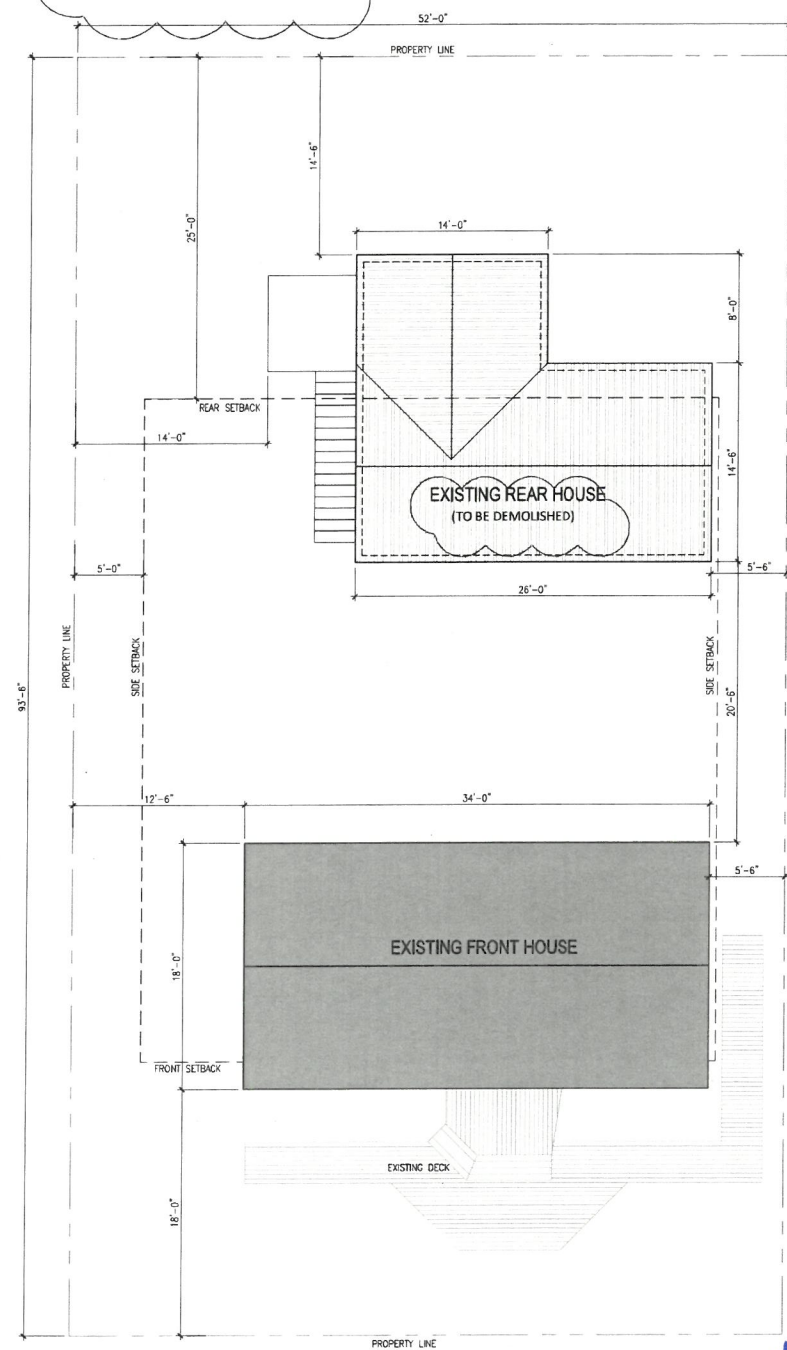 52'-0"
PROPERTY LINE
14'-6"
25'-0"
14'-0"
8'-0"
REAR SETBACK
14'-0"
14'-6"
EXISTING REAR HOUSE
(TO BE DEMOLISHED)
5'-0"
5'-6"
26'-0"
PROPERTY LINE
SIDE SETBACK
SIDE SETBACK
93'-6"
20'-6"
12'-6"
34'-0"
5'-6"
EXISTING FRONT HOUSE
18'-0"
FRONT SETBACK
EXISTING DECK
18'-0"
PROPERTY LINE